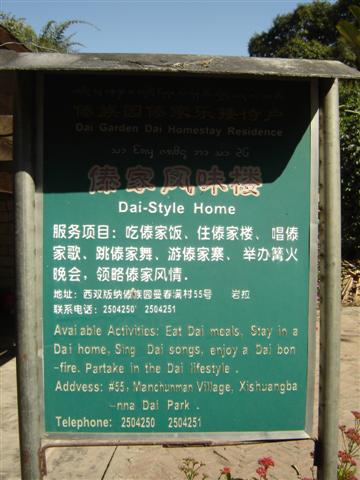 傣族园傣家乐接待户
Dai Garden Dai Homestay Residence
傣家风味楼
Dai-Style Home
服务项目：吃傣家饭、住傣家楼、唱傣
家歌、跳傣家舞、游傣家寨、举办篝火
晚会，领略傣家风情。
地址：西双版纳傣族园曼春满村55号 岩拉
联系电话：2504250 2504251
Avaiable Activities: Eat Dai meals, Stay in a
Dai home, Sing Dai songs, enjoy a Dai bon
-fire. Partake in the Dai lifestyle .
Addvess: #55, Manchunman Village, Xishuangba
-nna Dai Park .
Telephone: 2504250 2504251